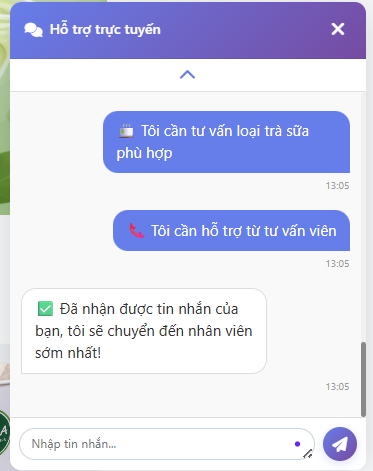 Hỗ trợ trực tuyến
Tôi cần tư vấn loại trà sữa
phù hợp
13:05
Tôi cần hỗ trợ từ tư vấn viên
13:05
Đã nhận được tin nhắn của
bạn, tôi sẽ chuyển đến nhân viên
sớm nhất!
13:05
Nhập tin nhắn...